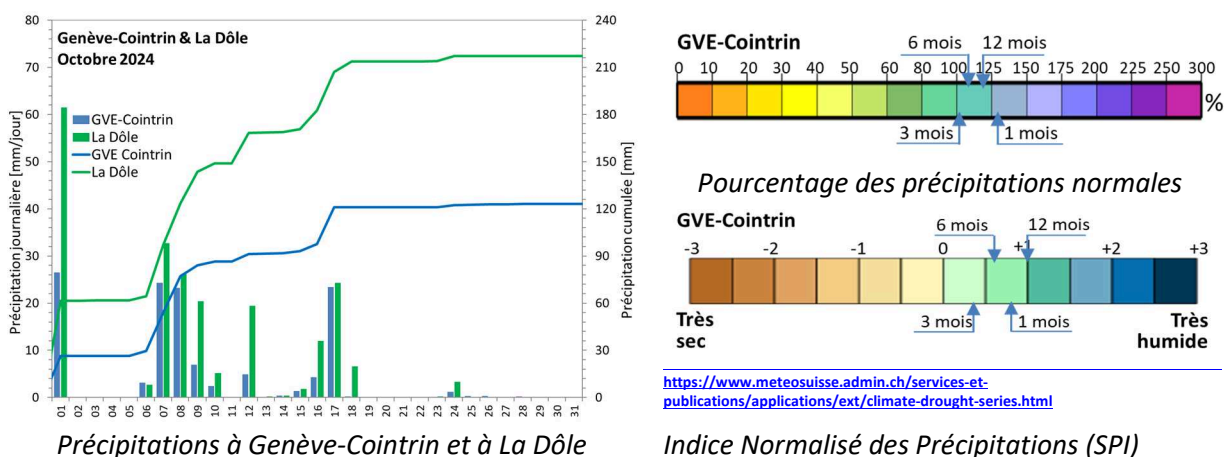 Genève-Cointrin & La Dôle
Octobre 2024
GVE-Cointrin
La Dôle
GVE Cointrin
La Dôle
Précipitation journalière [mm/jour]
80
70
60
50
40
30
20
10
0
240
210
180
150
120
90
60
30
0
Précipitation cumulée [mm]
01 02 03 04 05 06 07 08 09 10 11 12 13 14 15 16 17 18 19 20 21 22 23 24 25 26 27 28 29 30 31
Précipitations à Genève-Cointrin et à La Dôle
GVE-Cointrin
6 mois 12 mois
0 10 20 30 40 50 60 80 100 125 150 175 200 225 250 300
%
3 mois 1 mois
Pourcentage des précipitations normales
GVE-Cointrin
6 mois 12 mois
-3 -2 -1 0 +1 +2 +3
3 mois 1 mois
Très sec
Très humide
https://www.meteosuisse.admin.ch/services-et-
publications/applications/ext/climate-drought-series.html
Indice Normalisé des Précipitations (SPI)